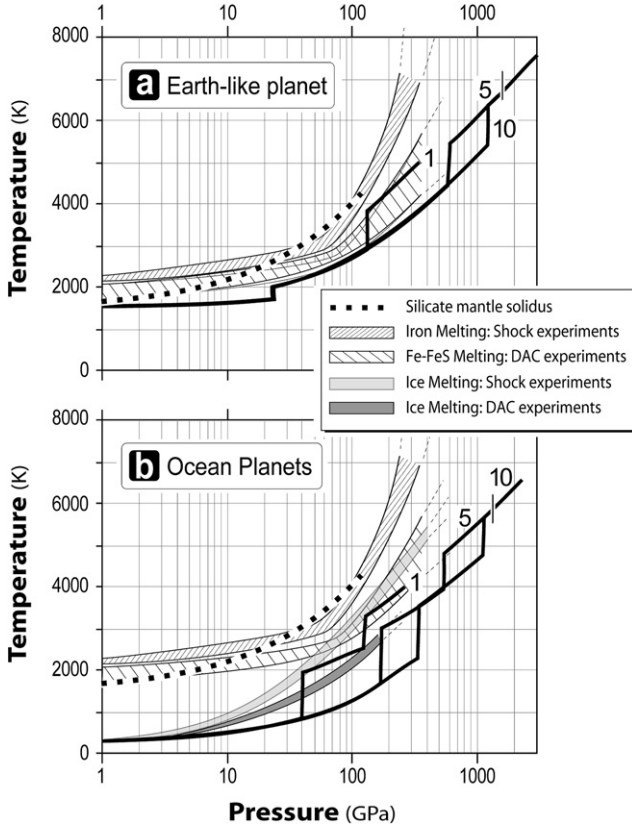 1 10 100 1000
8000
6000
4000
2000
0
Temperature (K)
a Earth-like planet
1
5
10
Silicate mantle solidus
Iron Melting: Shock experiments
Fe-FeS Melting: DAC experiments
Ice Melting: Shock experiments
Ice Melting: DAC experiments
8000
6000
4000
2000
0
Temperature (K)
b Ocean Planets
1
5
10
1 10 100 1000
Pressure (GPa)